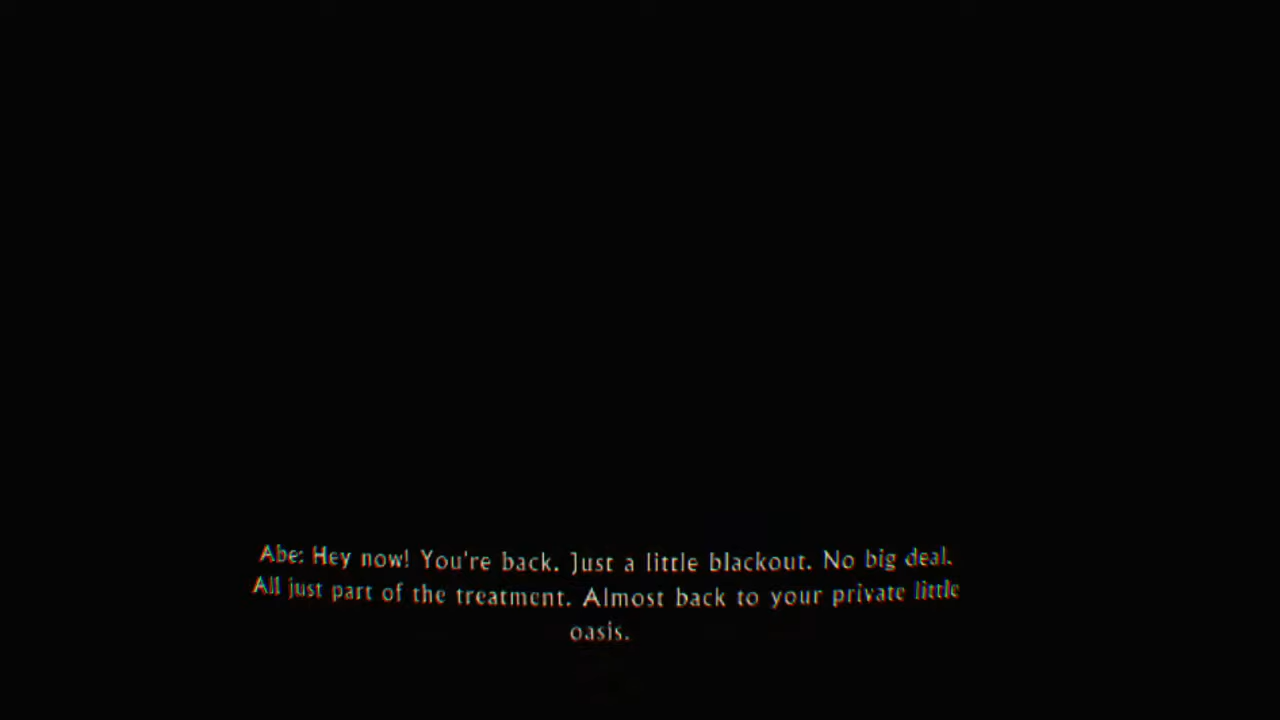 Abe: Hey now! You're back. Just a little blackout. No big deal.
All just part of the treatment. Almost back to your private little
oasis.